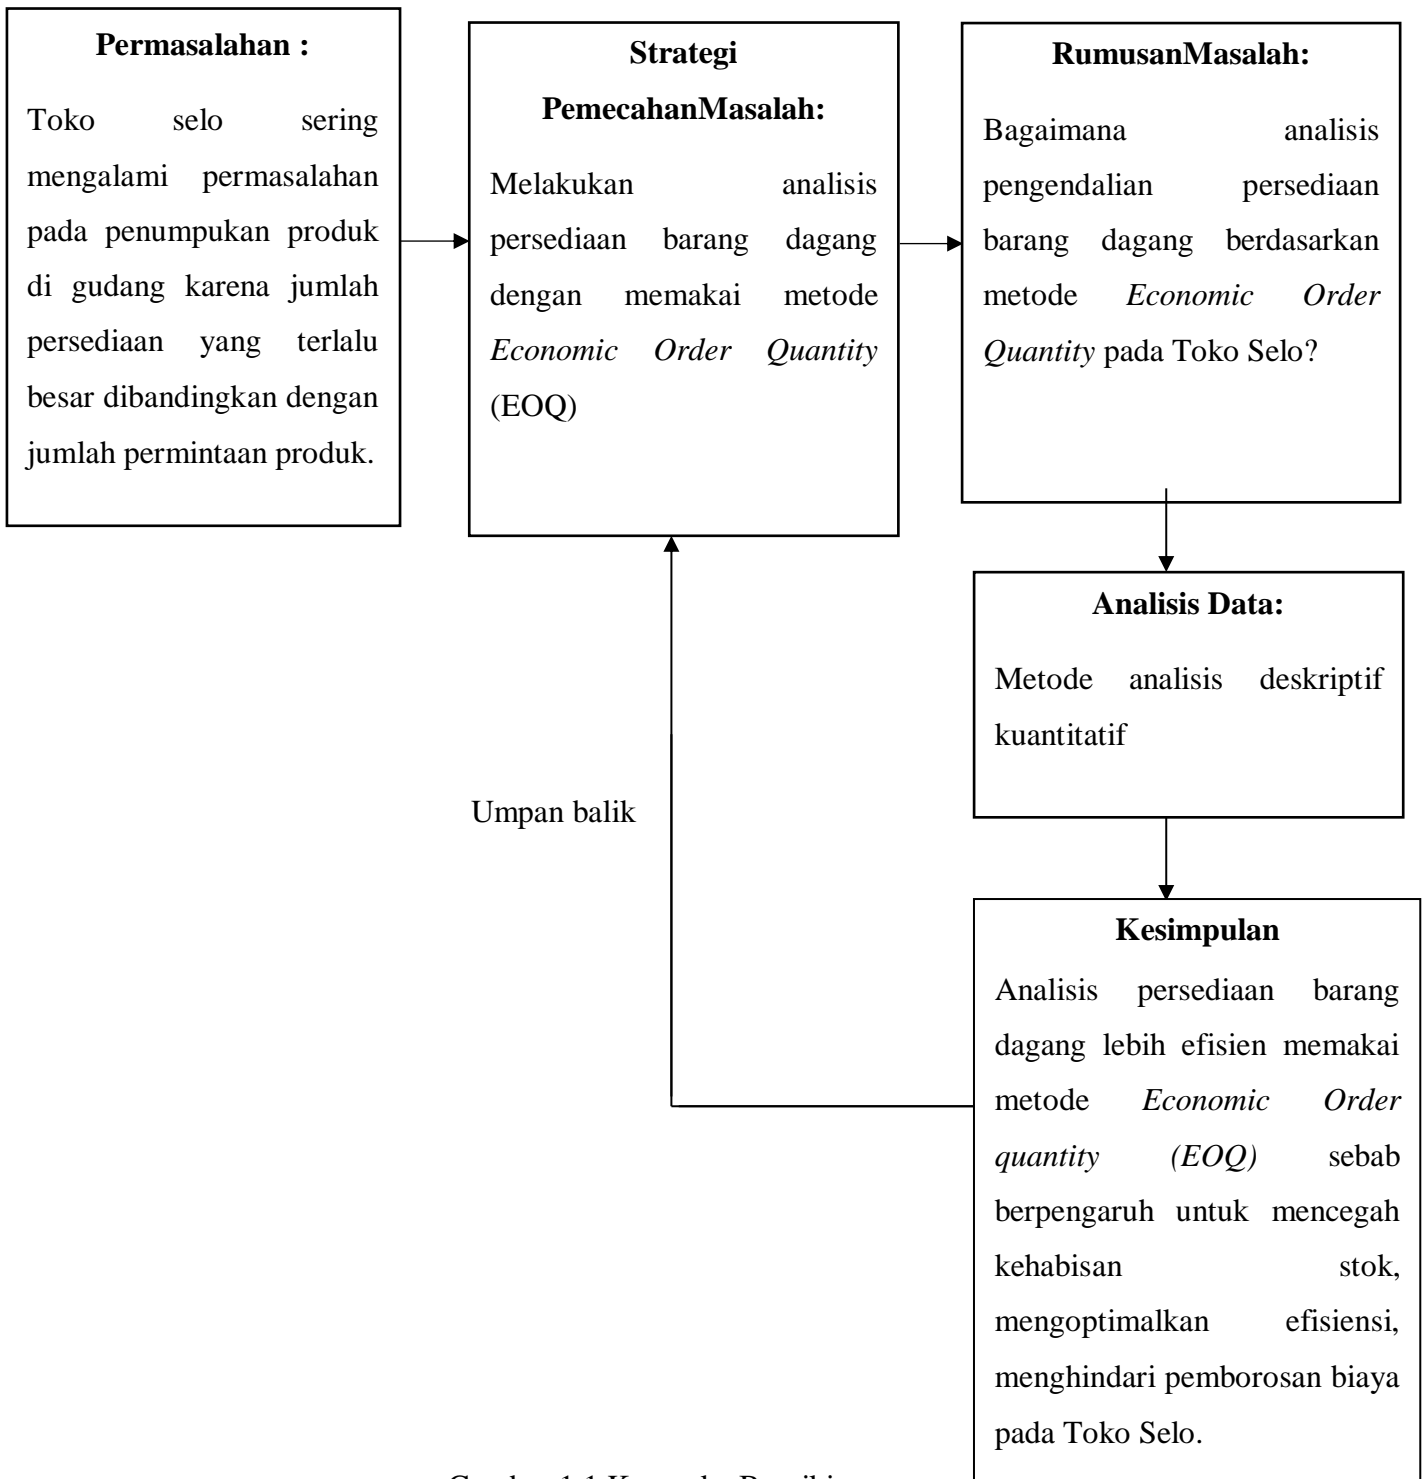 Permasalahan :
Toko selo sering
mengalami permasalahan
pada penumpukan produk
di gudang karena jumlah
persediaan yang terlalu
besar dibandingkan dengan
jumlah permintaan produk.
Strategi
PemecahanMasalah:
Melakukan analisis
persediaan barang dagang
dengan memakai metode
Economic Order Quantity
(EOQ)
RumusanMasalah:
Bagaimana analisis
pengendalian persediaan
barang dagang berdasarkan
metode Economic Order
Quantity pada Toko Selo?
Analisis Data:
Metode analisis deskriptif
kuantitatif
Umpan balik
Kesimpulan
Analisis persediaan barang
dagang lebih efisien memakai
metode Economic Order
quantity (EOQ) sebab
berpengaruh untuk mencegah
kehabisan stok,
mengoptimalkan efisiensi,
menghindari pemborosan biaya
pada Toko Selo.